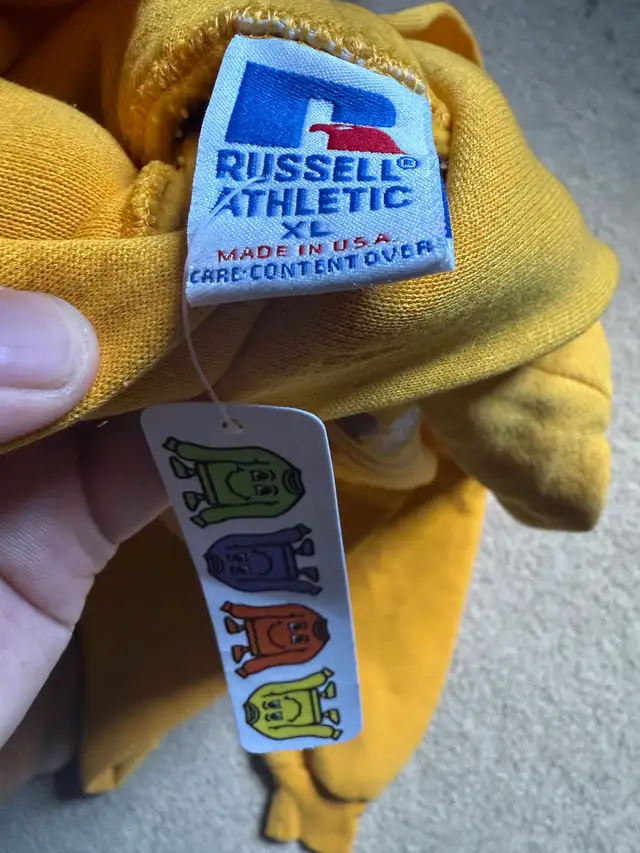 RUSSELL®
ATHLETIC
XL
MADE IN U.S.A.
CARE·CONTENT OVER